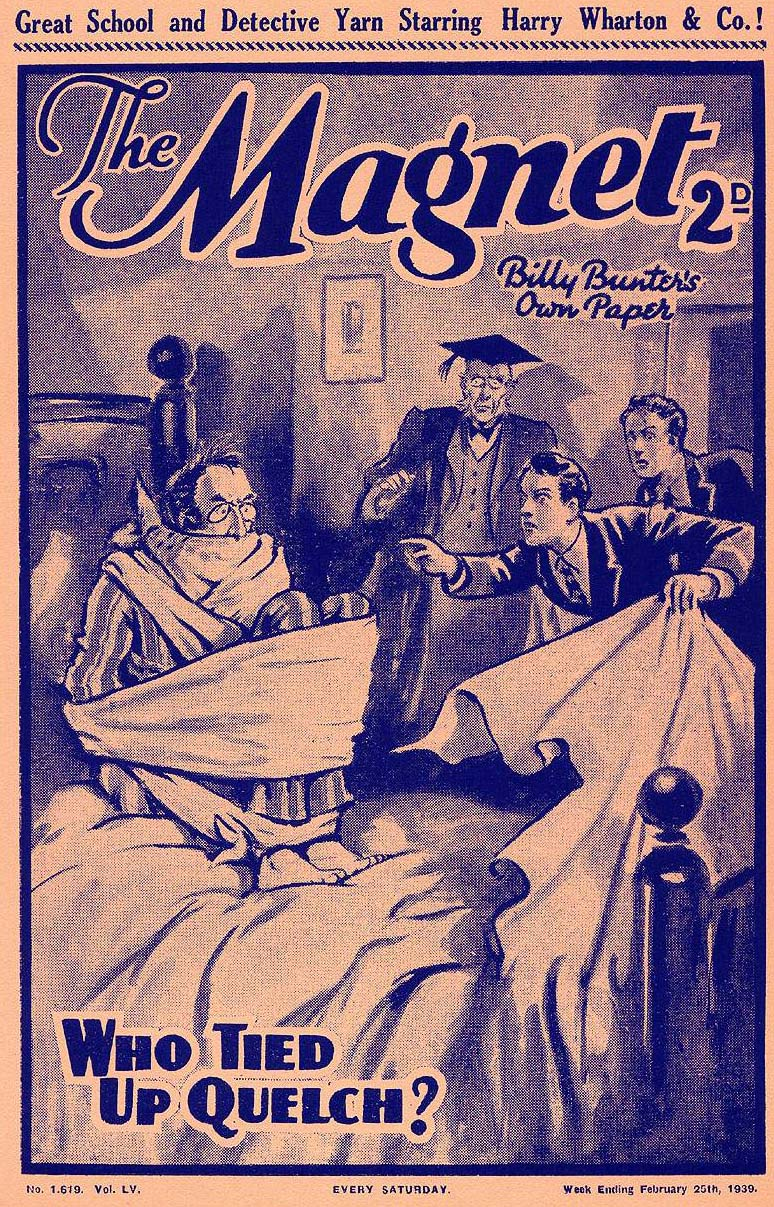 Great School and Detective Yarn Starring Harry Wharton & Co.!
The Magnet 2D
Billy Bunter's
Own Paper
WHO TIED
UP QUELCH?
No. 1,619. Vol. LV. EVERY SATURDAY. Week Ending February 25th, 1939.